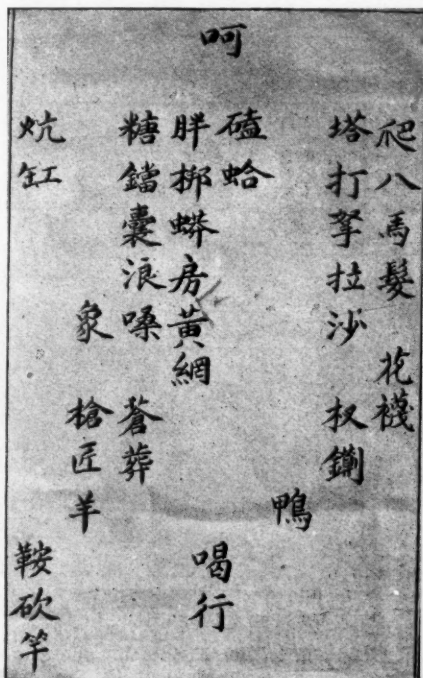 爬八馬髮 花襪
塔打拏拉沙 杈鍘
鴨
呵 磕蛤 喝行
胖梆蟒房黃網
糖鐺囊浪嗓 蒼葬
象 槍匠羊
炕缸 鞍砍竿